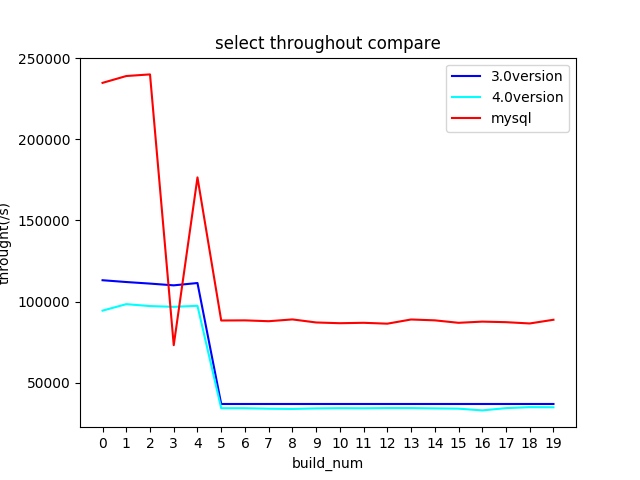 select throughout compare
250000
200000
150000
100000
50000
throught(/s)
3.0version
4.0version
mysql
0 1 2 3 4 5 6 7 8 9 10 11 12 13 14 15 16 17 18 19
build_num